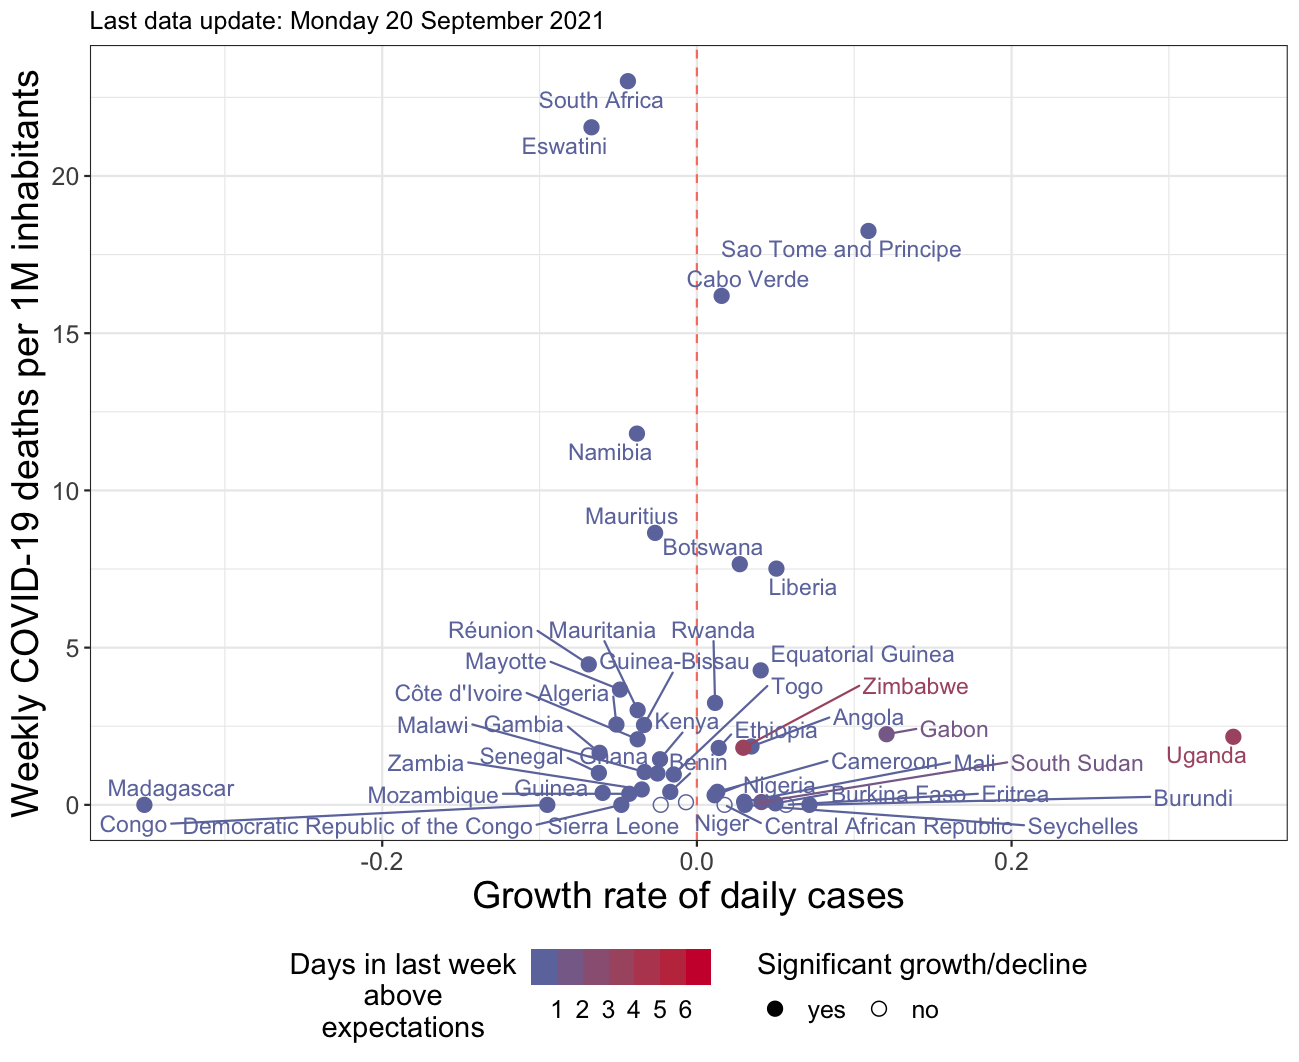 Last data update: Monday 20 September 2021
Weekly COVID-19 deaths per 1M inhabitants
20
15
10
5
0
South Africa
Eswatini
Sao Tome and Principe
Cabo Verde
Namibia
Mauritius
Botswana
Liberia
Réunion
Mauritania
Rwanda
Mayotte
Guinea-Bissau
Equatorial Guinea
Togo
Zimbabwe
Côte d'Ivoire
Algeria
Malawi
Gambia
Kenya
Ethiopia
Angola
Gabon
Uganda
Zambia
Senegal
Ghana
Benin
Cameroon
Mali
South Sudan
Madagascar
Mozambique
Guinea
Nigeria
Burkina Faso
Eritrea
Burundi
Congo
Democratic Republic of the Congo
Sierra Leone
Niger
Central African Republic
Seychelles
-0.2
0.0
0.2
Growth rate of daily cases
Days in last week
above
expectations
1 2 3 4 5 6
Significant growth/decline
yes
no